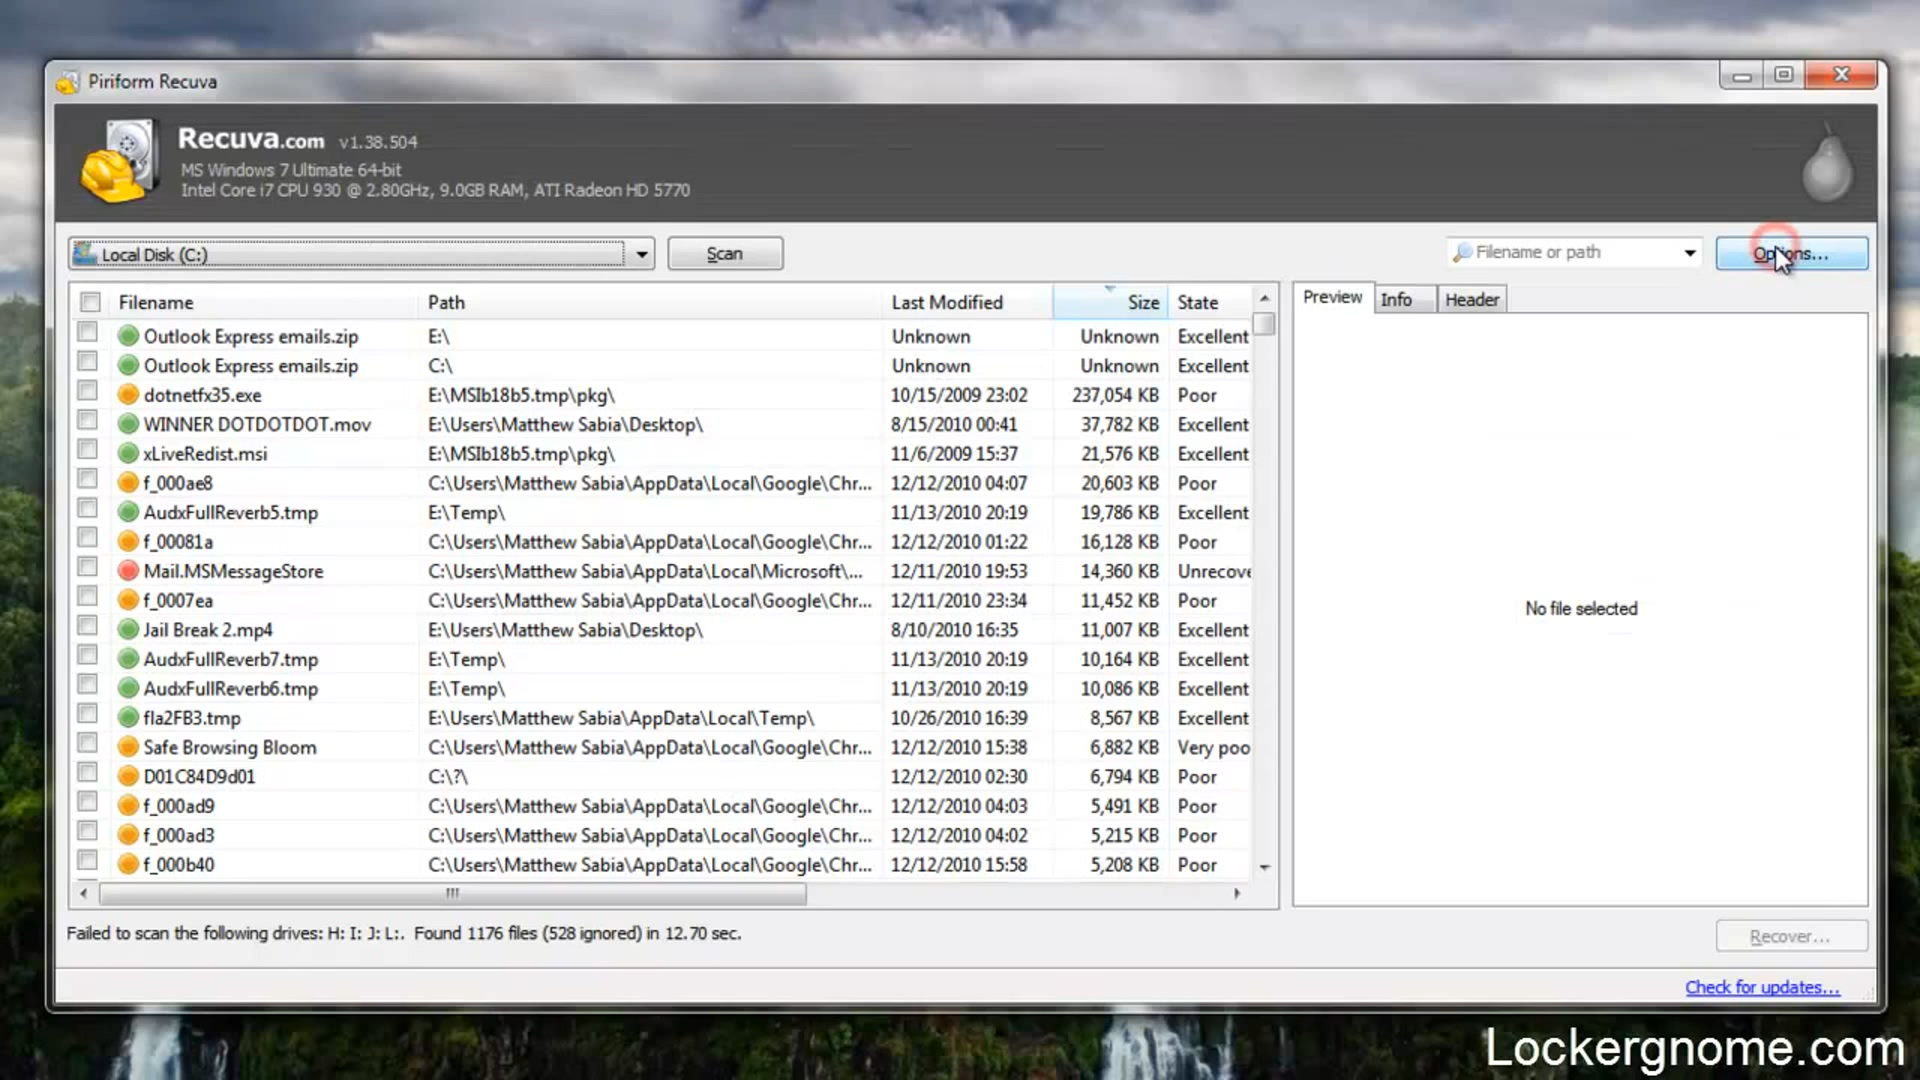 Piriform Recuva
Recuva.com v1.38.504
MS Windows 7 Ultimate 64-bit
Intel Core i7 CPU 930 @ 2.80GHz, 9.0GB RAM, ATI Radeon HD 5770
Local Disk (C:) Scan Filename or path Options...
Filename Path Last Modified Size State Preview Info Header
Outlook Express emails.zip E:\ Unknown Unknown Excellent
Outlook Express emails.zip C:\ Unknown Unknown Excellent
dotnetfx35.exe E:\MSIb18b5.tmp\pkg\ 10/15/2009 23:02 237,054 KB Poor
WINNER DOTDOTDOT.mov E:\Users\Matthew Sabia\Desktop\ 8/15/2010 00:41 37,782 KB Excellent
xLiveRedist.msi E:\MSIb18b5.tmp\pkg\ 11/6/2009 15:37 21,576 KB Excellent
f_000ae8 C:\Users\Matthew Sabia\AppData\Local\Google\Chr... 12/12/2010 04:07 20,603 KB Poor
AudxFullReverb5.tmp E:\Temp\ 11/13/2010 20:19 19,786 KB Excellent
f_00081a C:\Users\Matthew Sabia\AppData\Local\Google\Chr... 12/12/2010 01:22 16,128 KB Poor
Mail.MSMessageStore C:\Users\Matthew Sabia\AppData\Local\Microsoft\... 12/11/2010 19:53 14,360 KB Unrecove
f_0007ea C:\Users\Matthew Sabia\AppData\Local\Google\Chr... 12/11/2010 23:34 11,452 KB Poor
Jail Break 2.mp4 E:\Users\Matthew Sabia\Desktop\ 8/10/2010 16:35 11,007 KB Excellent
AudxFullReverb7.tmp E:\Temp\ 11/13/2010 20:19 10,164 KB Excellent
AudxFullReverb6.tmp E:\Temp\ 11/13/2010 20:19 10,086 KB Excellent
fla2FB3.tmp E:\Users\Matthew Sabia\AppData\Local\Temp\ 10/26/2010 16:39 8,567 KB Excellent
Safe Browsing Bloom C:\Users\Matthew Sabia\AppData\Local\Google\Chr... 12/12/2010 15:38 6,882 KB Very poo
D01C84D9d01 C:\?\ 12/12/2010 02:30 6,794 KB Poor
f_000ad9 C:\Users\Matthew Sabia\AppData\Local\Google\Chr... 12/12/2010 04:03 5,491 KB Poor
f_000ad3 C:\Users\Matthew Sabia\AppData\Local\Google\Chr... 12/12/2010 04:02 5,215 KB Poor
f_000b40 C:\Users\Matthew Sabia\AppData\Local\Google\Chr... 12/12/2010 15:58 5,208 KB Poor
No file selected
Failed to scan the following drives: H: I: J: L:. Found 1176 files (528 ignored) in 12.70 sec.
Recover...
Check for updates...
Lockergnome.com